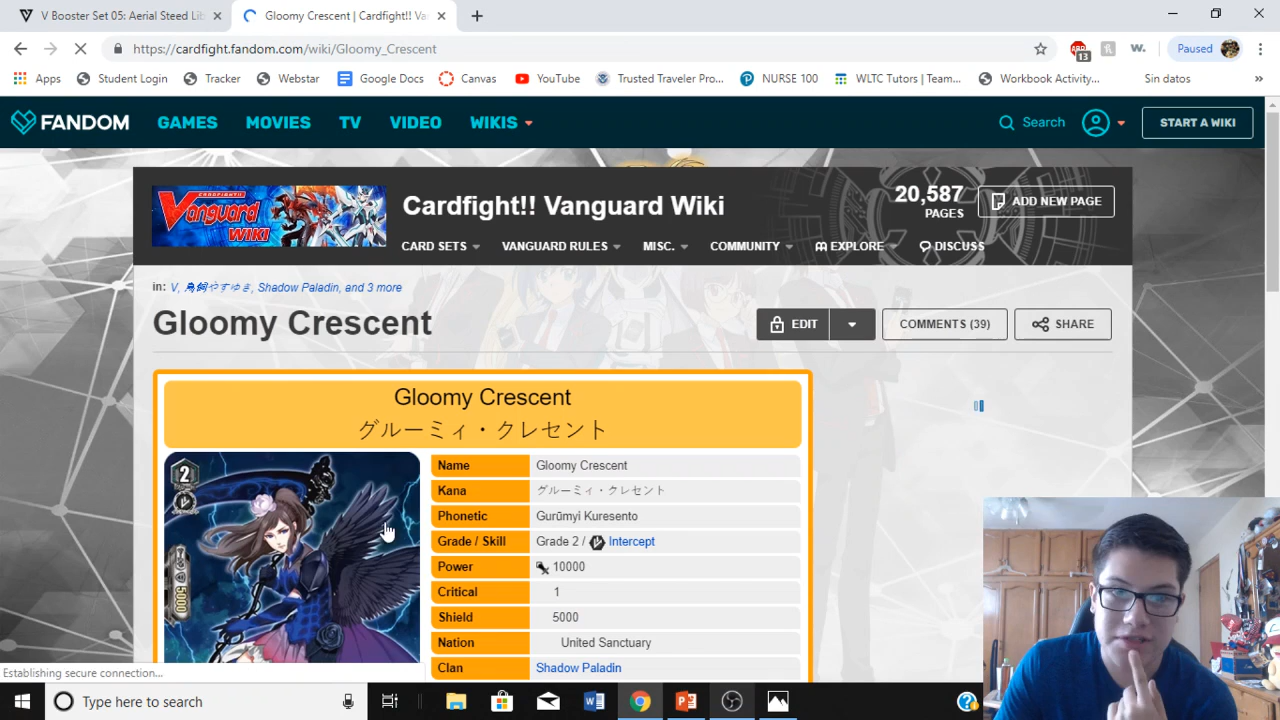 V Booster Set 05: Aerial Steed Lib
Gloomy Crescent | Cardfight!! Va
https://cardfight.fandom.com/wiki/Gloomy_Crescent
13
W.
Paused
Apps
Student Login
Tracker
Webstar
Google Docs
Canvas
YouTube
Trusted Traveler Pro...
NURSE 100
WLTC Tutors | Team...
Workbook Activity...
Sin datos
»
FANDOM
GAMES
MOVIES
TV
VIDEO
WIKIS
Search
START A WIKI
CARDFIGHT!!
Vanguard
WIKI
Cardfight!! Vanguard Wiki
20,587
PAGES
ADD NEW PAGE
CARD SETS
VANGUARD RULES
MISC.
COMMUNITY
EXPLORE
DISCUSS
in: V, 鳥飼やすゆき, Shadow Paladin, and 3 more
Gloomy Crescent
EDIT
COMMENTS (39)
SHARE
Gloomy Crescent
グルーミィ・クレセント
2
5000
Name Gloomy Crescent
Kana グルーミィ・クレセント
Phonetic Gurūmyi Kuresento
Grade / Skill Grade 2 / Intercept
Power 10000
Critical 1
Shield 5000
Nation United Sanctuary
Clan Shadow Paladin
Establishing secure connection...
Type here to search